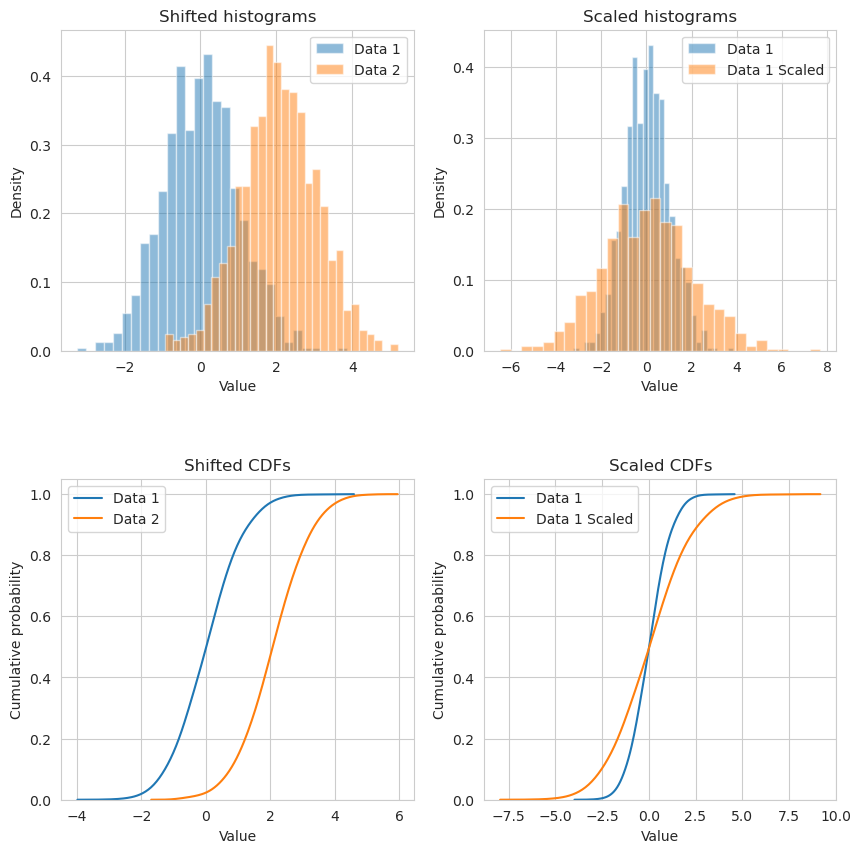 Shifted histograms
Data 1
Data 2
0.4
0.3
0.2
0.1
0.0
Density
−2
0
2
4
Value
Scaled histograms
Data 1
Data 1 Scaled
0.4
0.3
0.2
0.1
0.0
Density
−6
−4
−2
0
2
4
6
8
Value
Shifted CDFs
Data 1
Data 2
1.0
0.8
0.6
0.4
0.2
0.0
Cumulative probability
−4
−2
0
2
4
6
Value
Scaled CDFs
Data 1
Data 1 Scaled
1.0
0.8
0.6
0.4
0.2
0.0
Cumulative probability
−7.5
−5.0
−2.5
0.0
2.5
5.0
7.5
10.0
Value